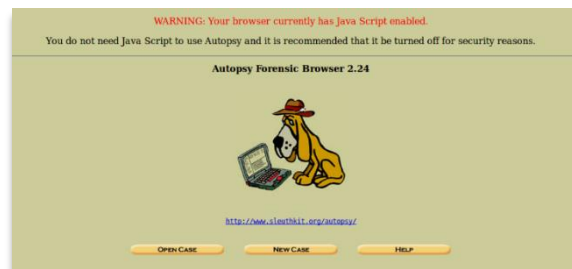 WARNING: Your browser currently has Java Script enabled.
You do not need Java Script to use Autopsy and it is recommended that it be turned off for security reasons.
Autopsy Forensic Browser 2.24
http://www.sleuthkit.org/autopsy/
OPEN CASE NEW CASE HELP